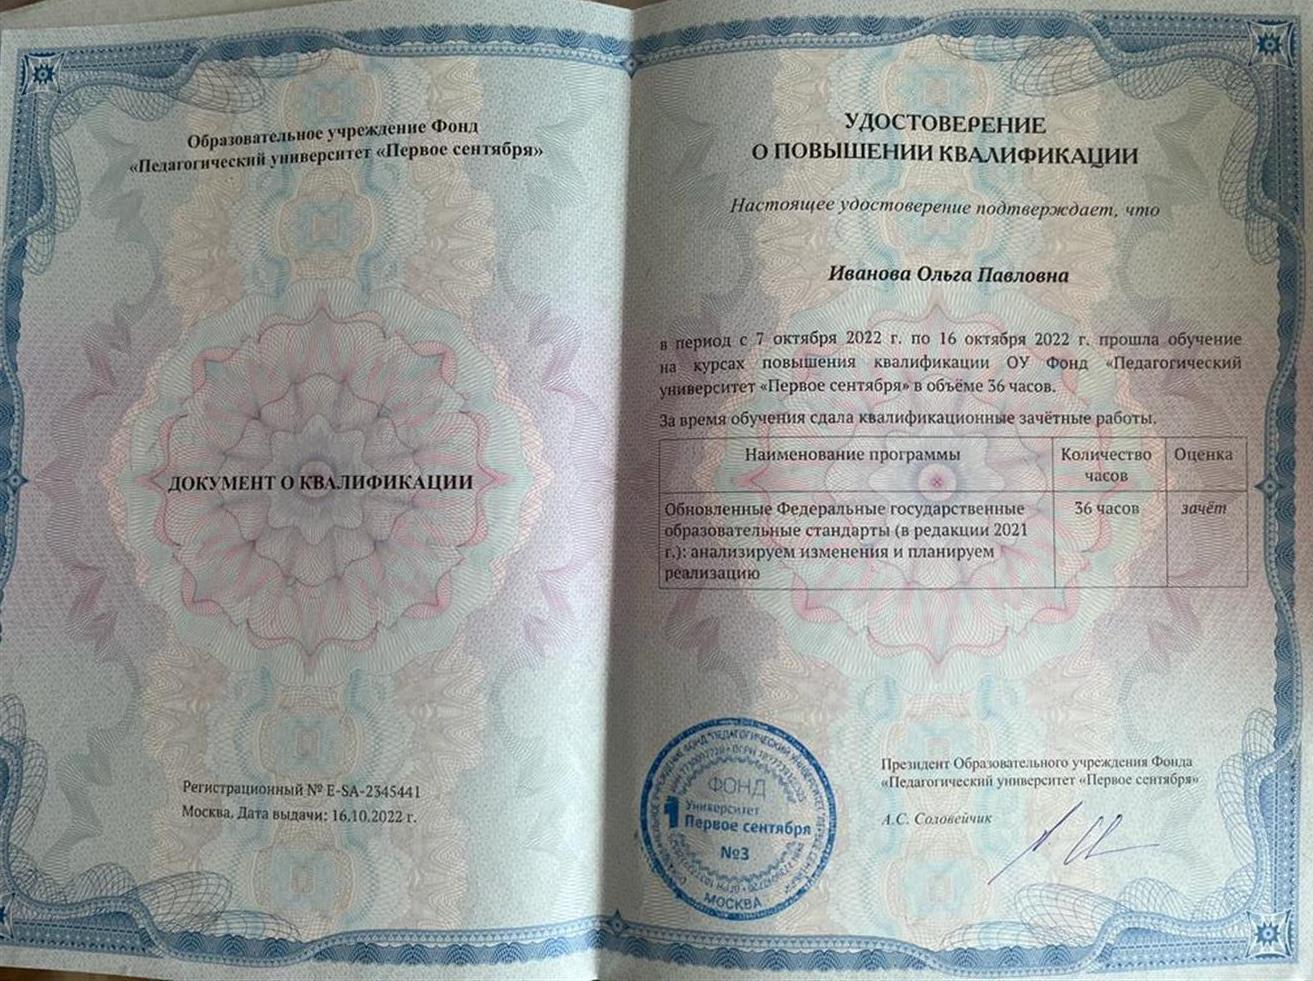 Образовательное учреждение Фонд
«Педагогический университет «Первое сентября»
ДОКУМЕНТ О КВАЛИФИКАЦИИ
Регистрационный № E-SA-2345441
Москва. Дата выдачи: 16.10.2022 г.
УДОСТОВЕРЕНИЕ
О ПОВЫШЕНИИ КВАЛИФИКАЦИИ
Настоящее удостоверение подтверждает, что
Иванова Ольга Павловна
в период с 7 октября 2022 г. по 16 октября 2022 г. прошла обучение
на курсах повышения квалификации ОУ Фонд «Педагогический
университет «Первое сентября» в объёме 36 часов.
За время обучения сдала квалификационные зачётные работы.
Наименование программы
Количество
часов
Оценка
Обновленные Федеральные государственные
образовательные стандарты (в редакции 2021
г.): анализируем изменения и планируем
реализацию
36 часов
зачёт
ФОНД
1 Университет
Первое сентября
№3
МОСКВА
Президент Образовательного учреждения Фонда
«Педагогический университет «Первое сентября»
А.С. Соловейчик